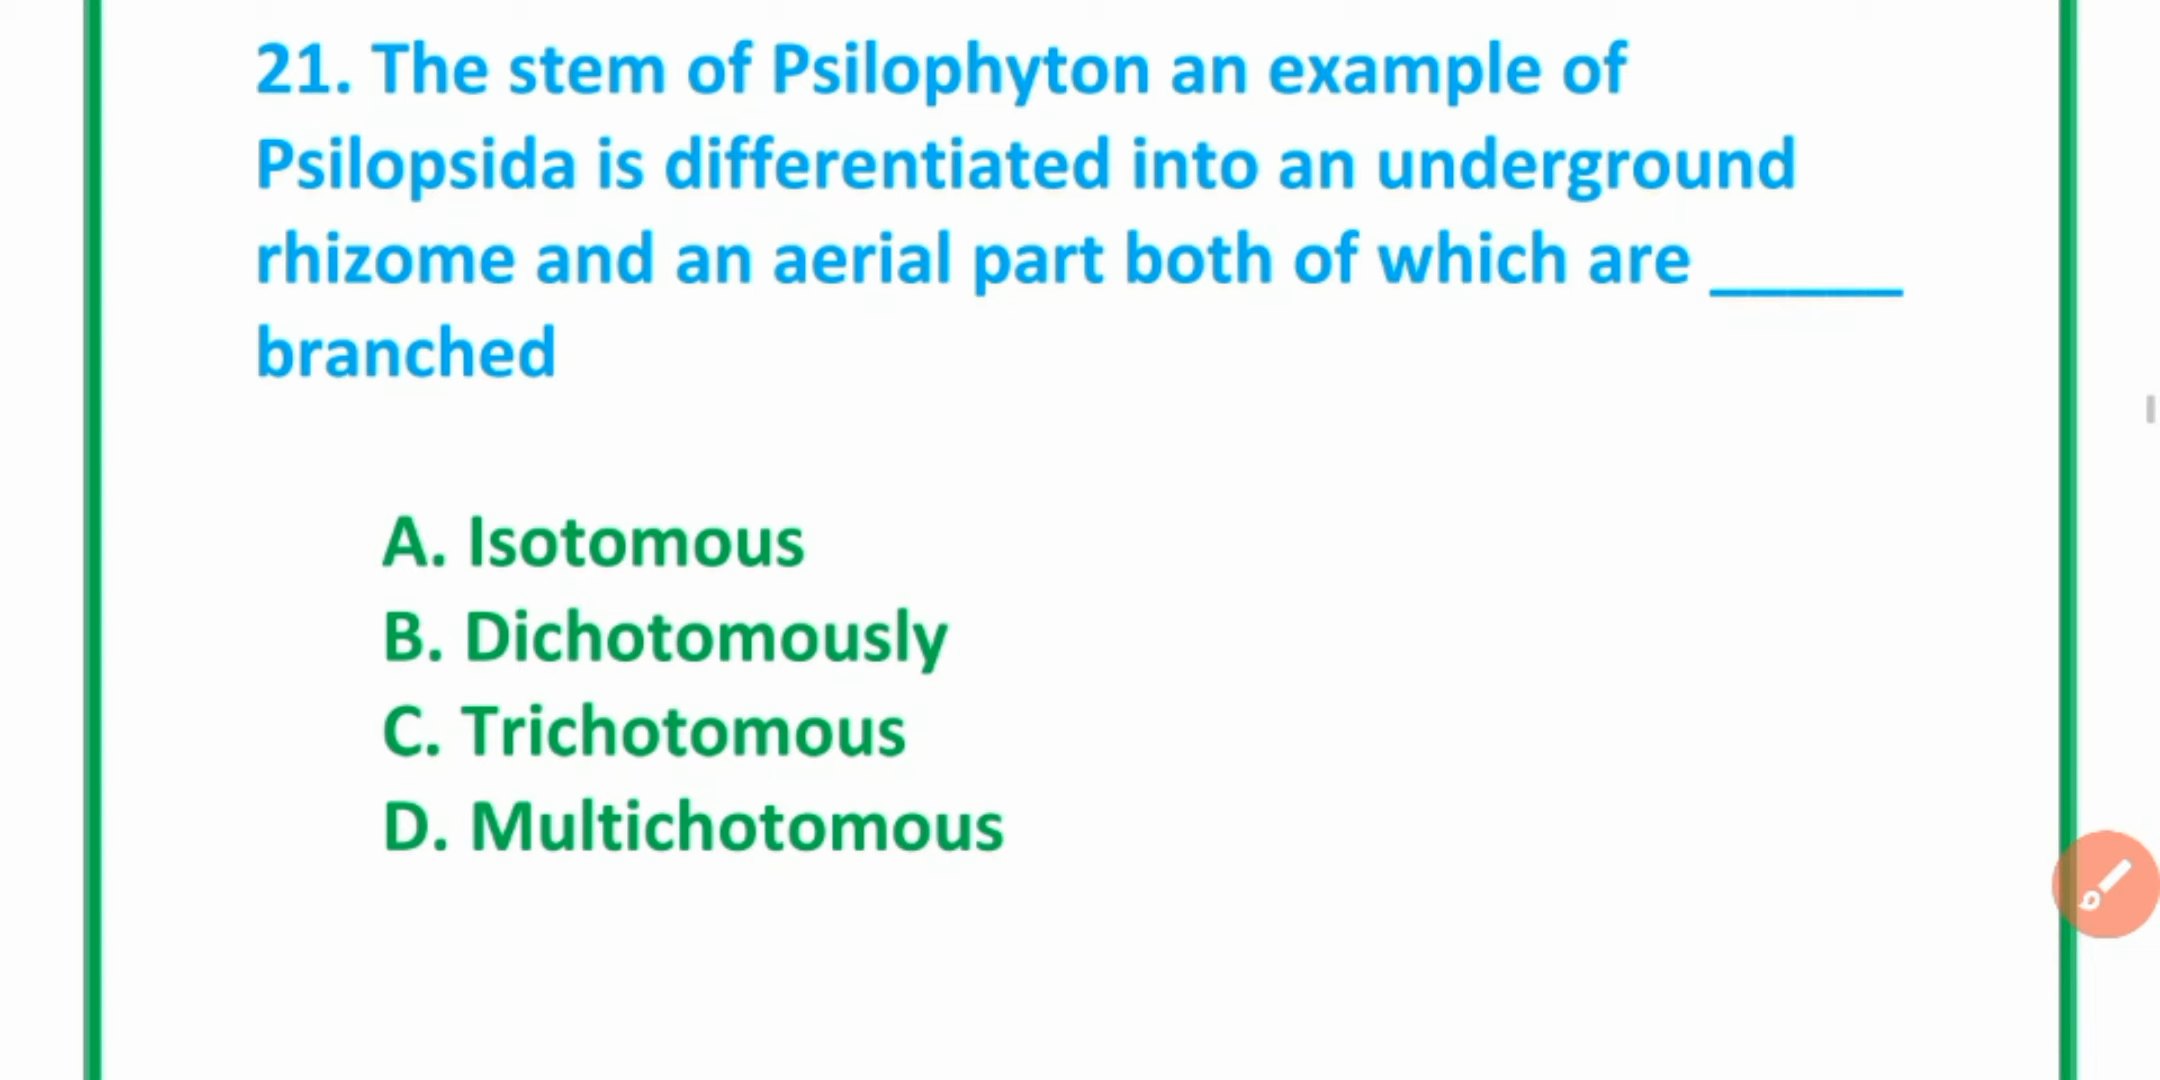 21. The stem of Psilophyton an example of
Psilopsida is differentiated into an underground
rhizome and an aerial part both of which are _____
branched
A. Isotomous
B. Dichotomously
C. Trichotomous
D. Multichotomous